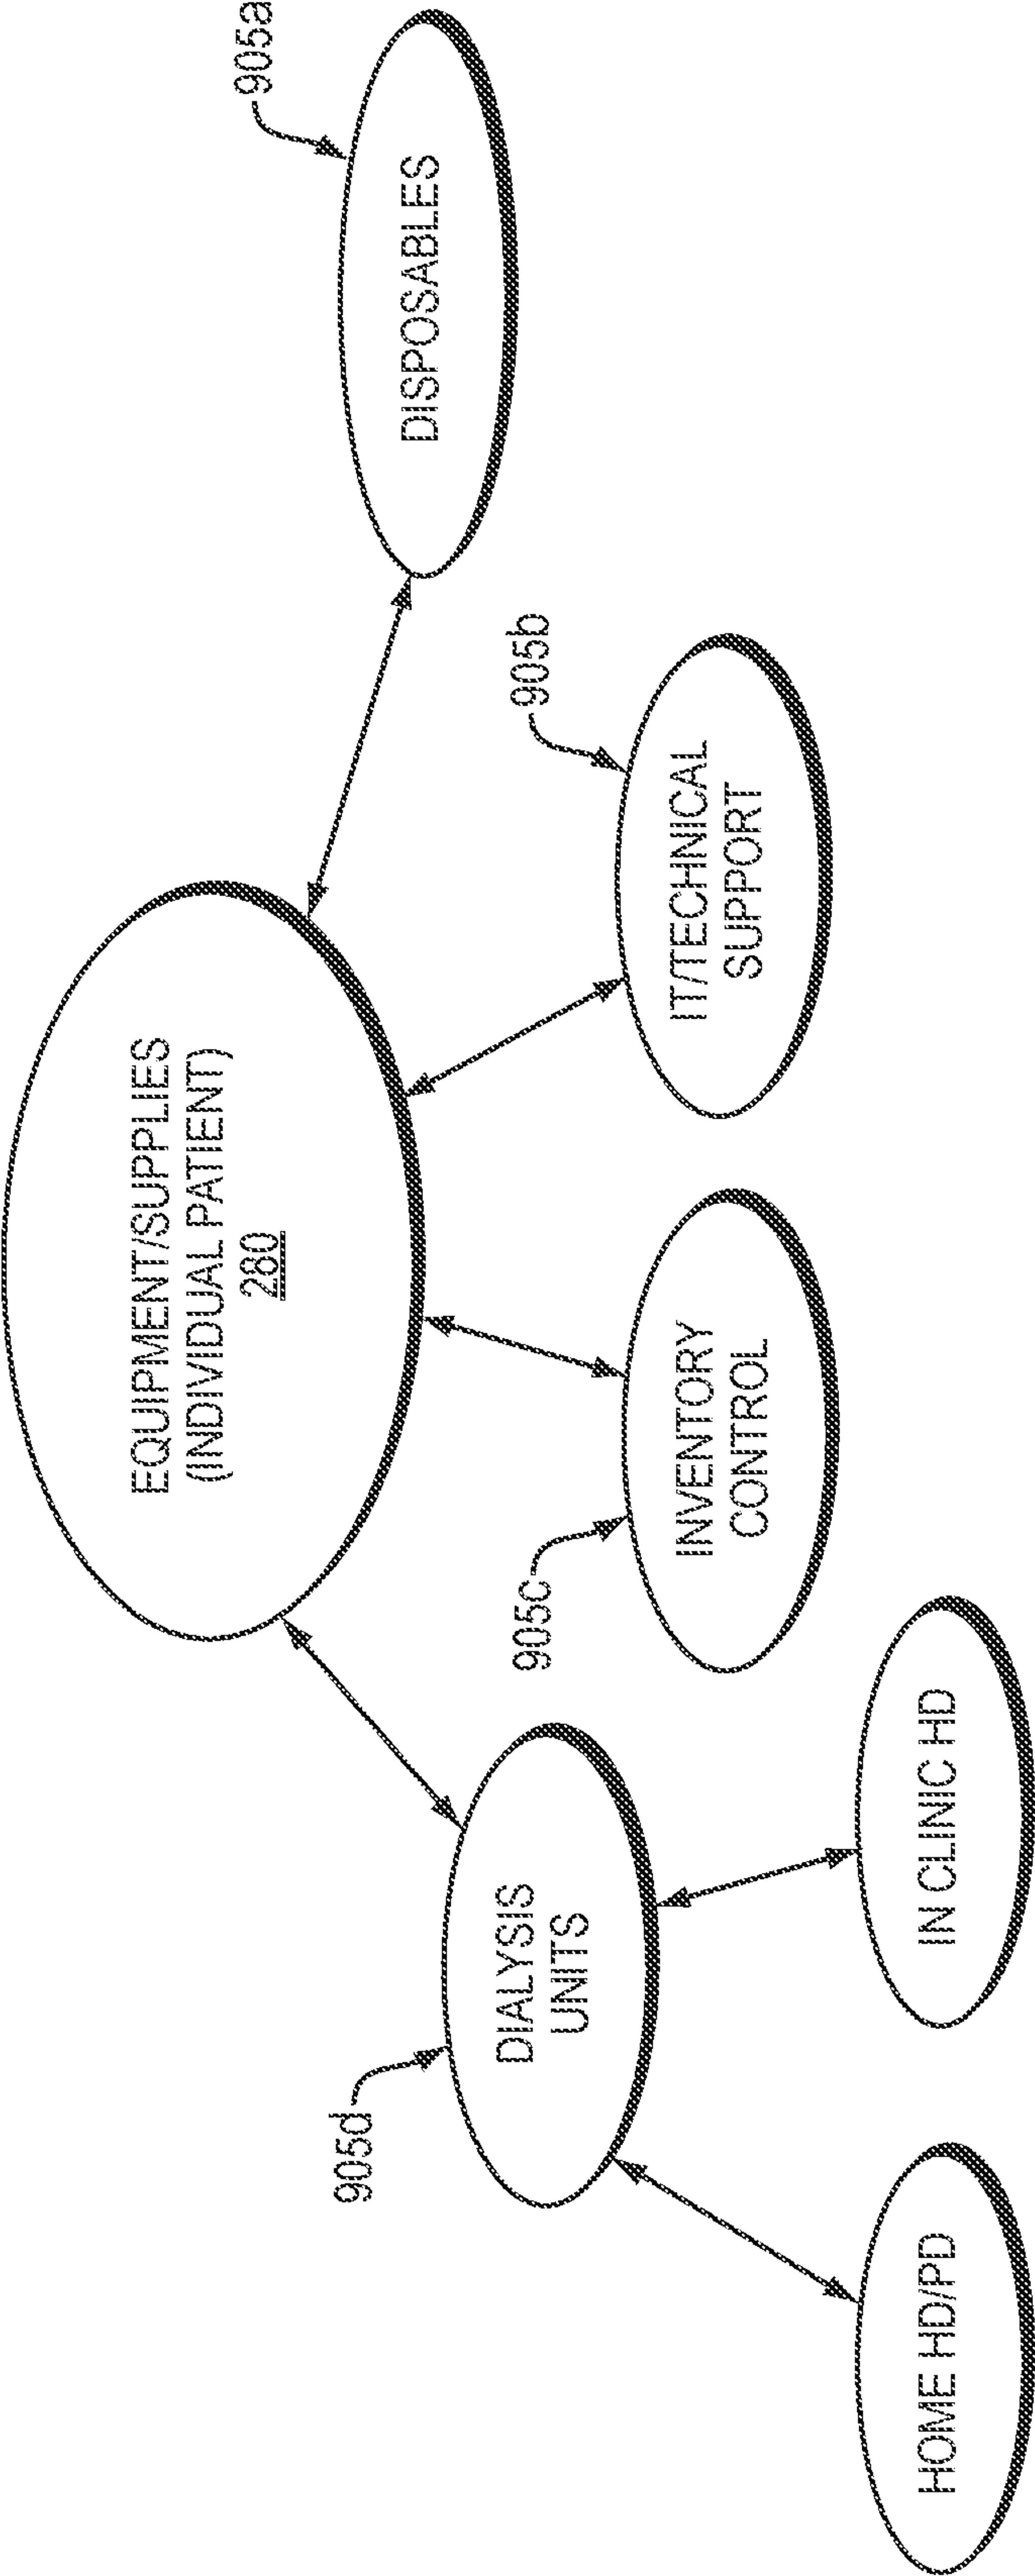 EQUIPMENT/SUPPLIES
(INDIVIDUAL PATIENT)
280
905d
DIALYSIS
UNITS
905c
INVENTORY
CONTROL
905b
IT/TECHNICAL
SUPPORT
905a
DISPOSABLES
HOME HD/PD
IN CLINIC HD